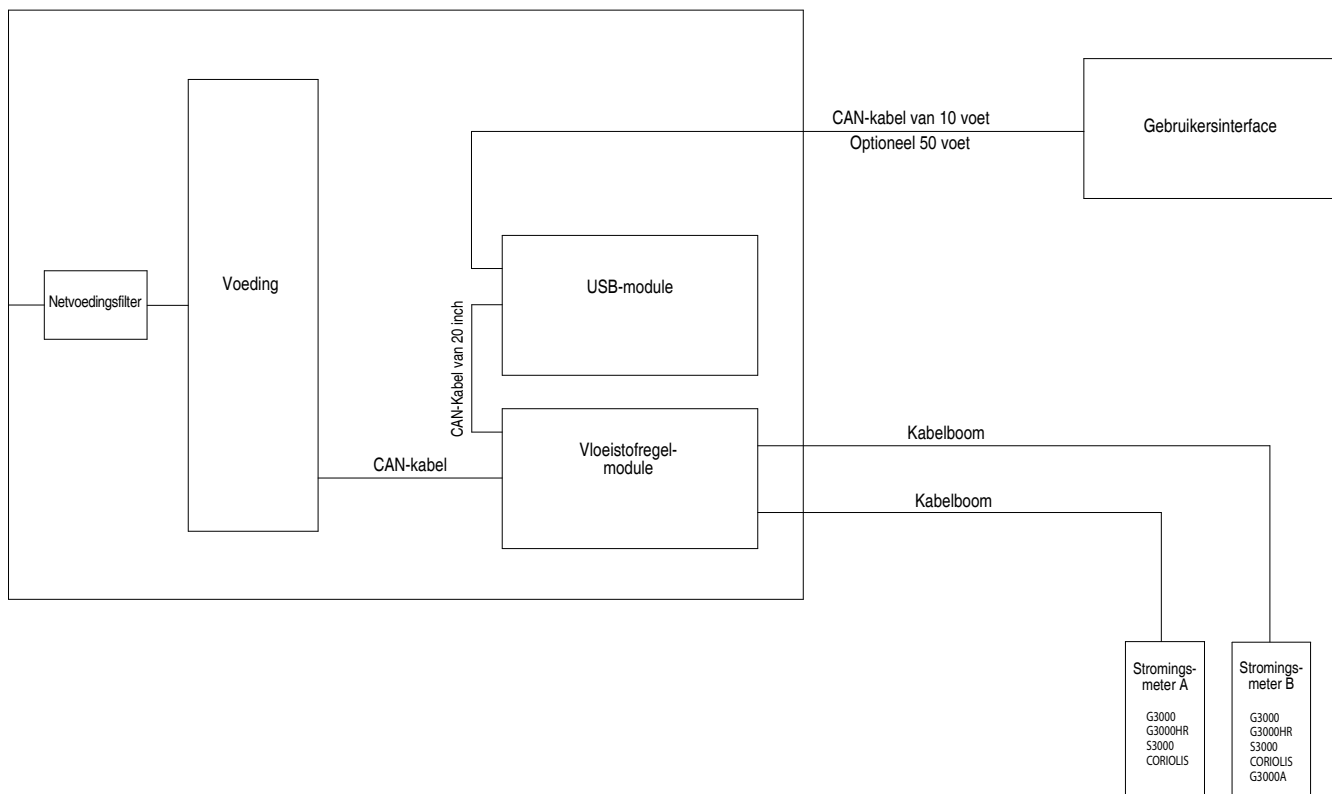 CAN-kabel van 10 voet
Optioneel 50 voet
Gebruikersinterface
Netvoedingsfilter
Voeding
USB-module
CAN-Kabel van 20 inch
Vloeistofregel-
module
CAN-kabel
Kabelboom
Kabelboom
Stromings-
meter A
G3000
G3000HR
S3000
CORIOLIS
Stromings-
meter B
G3000
G3000HR
S3000
CORIOLIS
G3000A